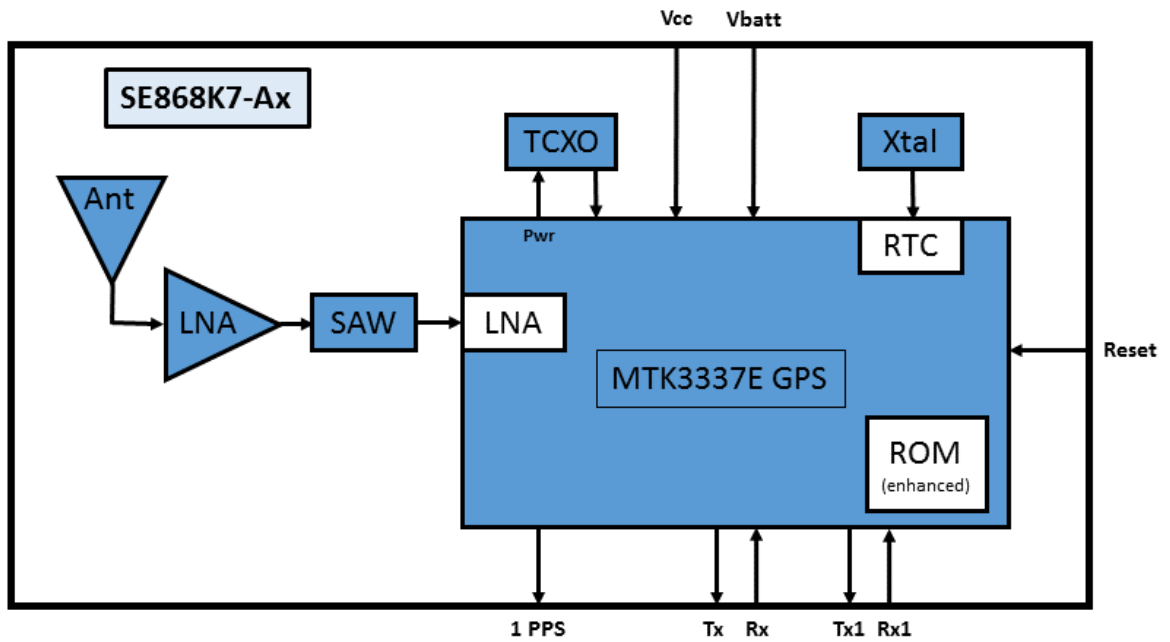 Vcc Vbatt
SE868K7-Ax
TCXO Xtal
Ant
Pwr
RTC
LNA SAW LNA
Reset
MTK3337E GPS
ROM
(enhanced)
1 PPS Tx Rx Tx1 Rx1